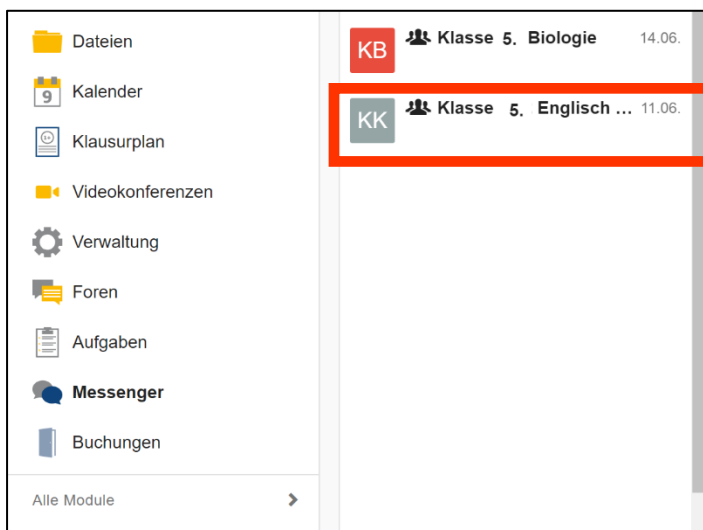 Dateien
Kalender
9
Klausurplan
Videokonferenzen
Verwaltung
Foren
Aufgaben
Messenger
Buchungen
Alle Module
KB
Klasse 5. Biologie
14.06.
KK
Klasse 5. Englisch ...
11.06.